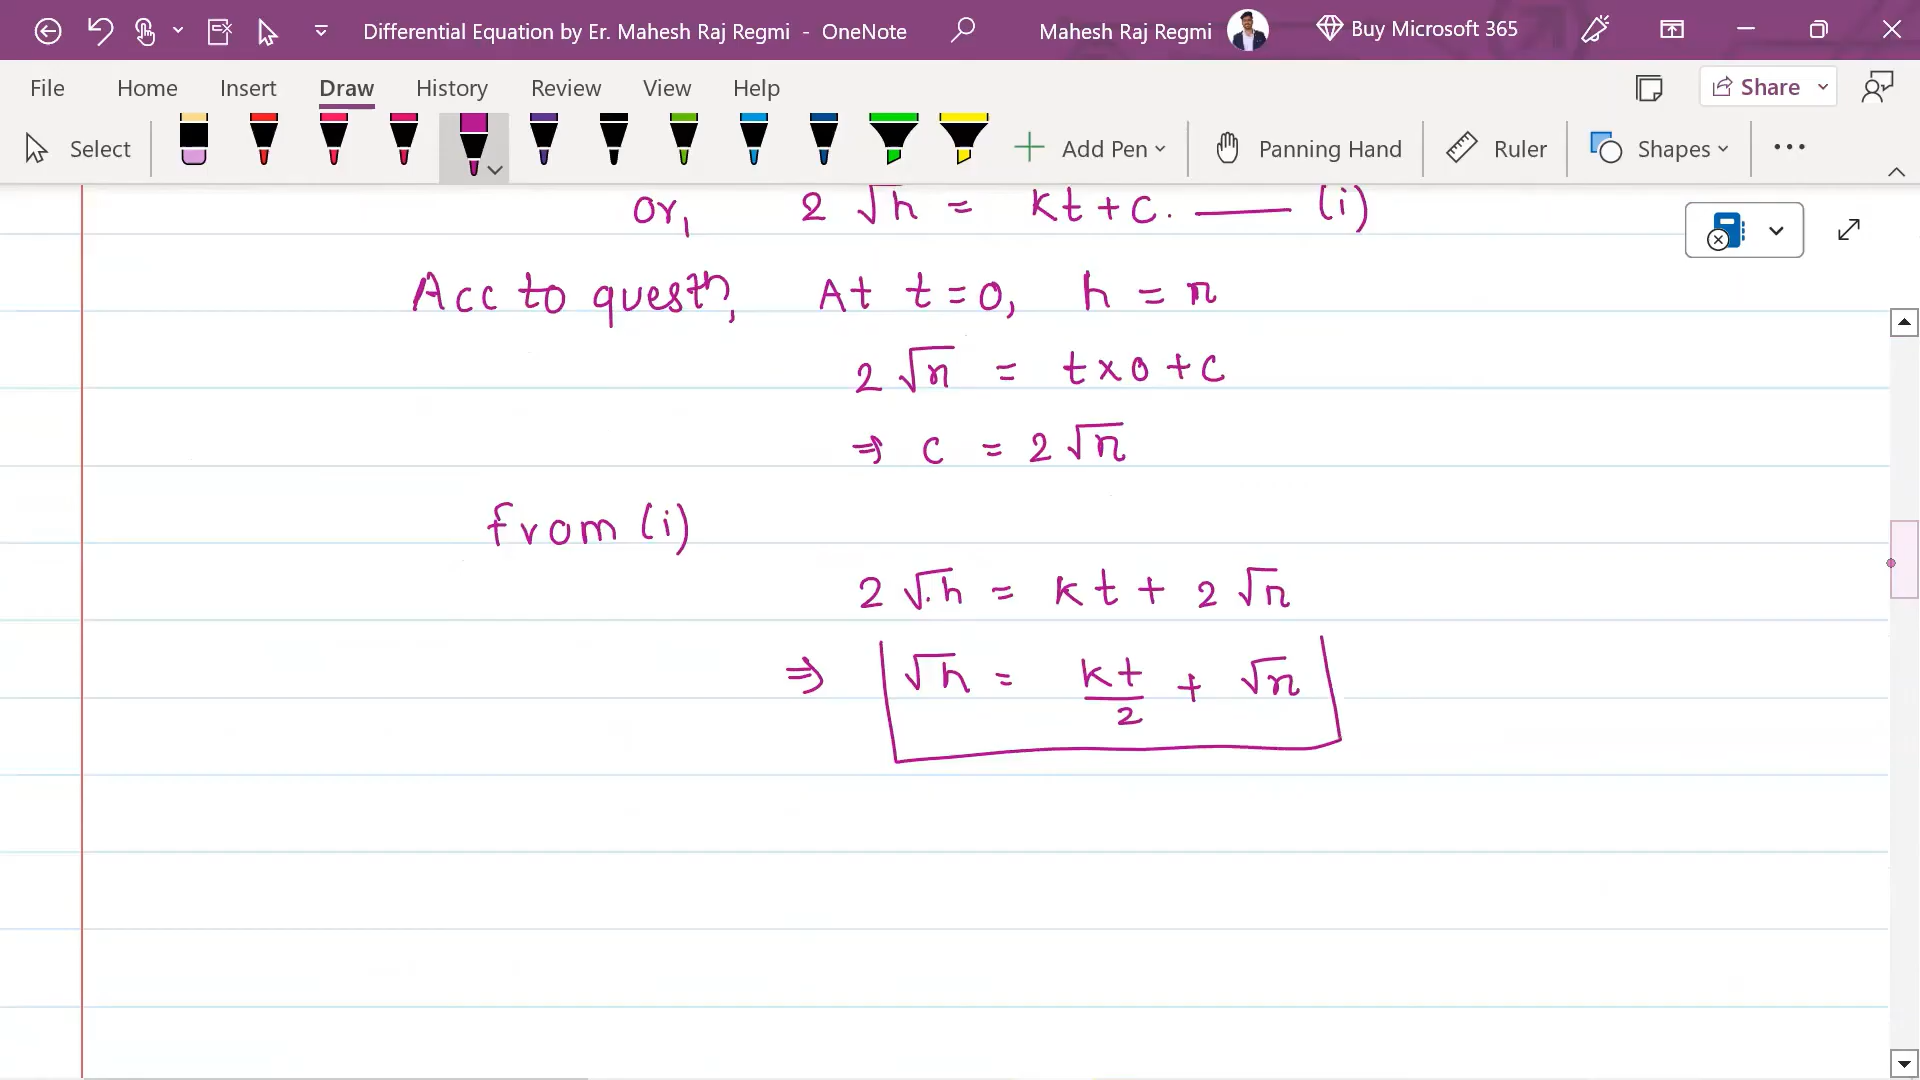 Differential Equation by Er. Mahesh Raj Regmi - OneNote
Mahesh Raj Regmi
Buy Microsoft 365
File Home Insert Draw History Review View Help
Share
Select
Add Pen
Panning Hand
Ruler
Shapes
or, 2 √h = kt + c. —— (i)
Acc to questn, At t = 0, h = n
2 √n = t × 0 + c
⇒ c = 2 √n
from (i)
2 √h = kt + 2 √n
⇒ √h = kt/2 + √n